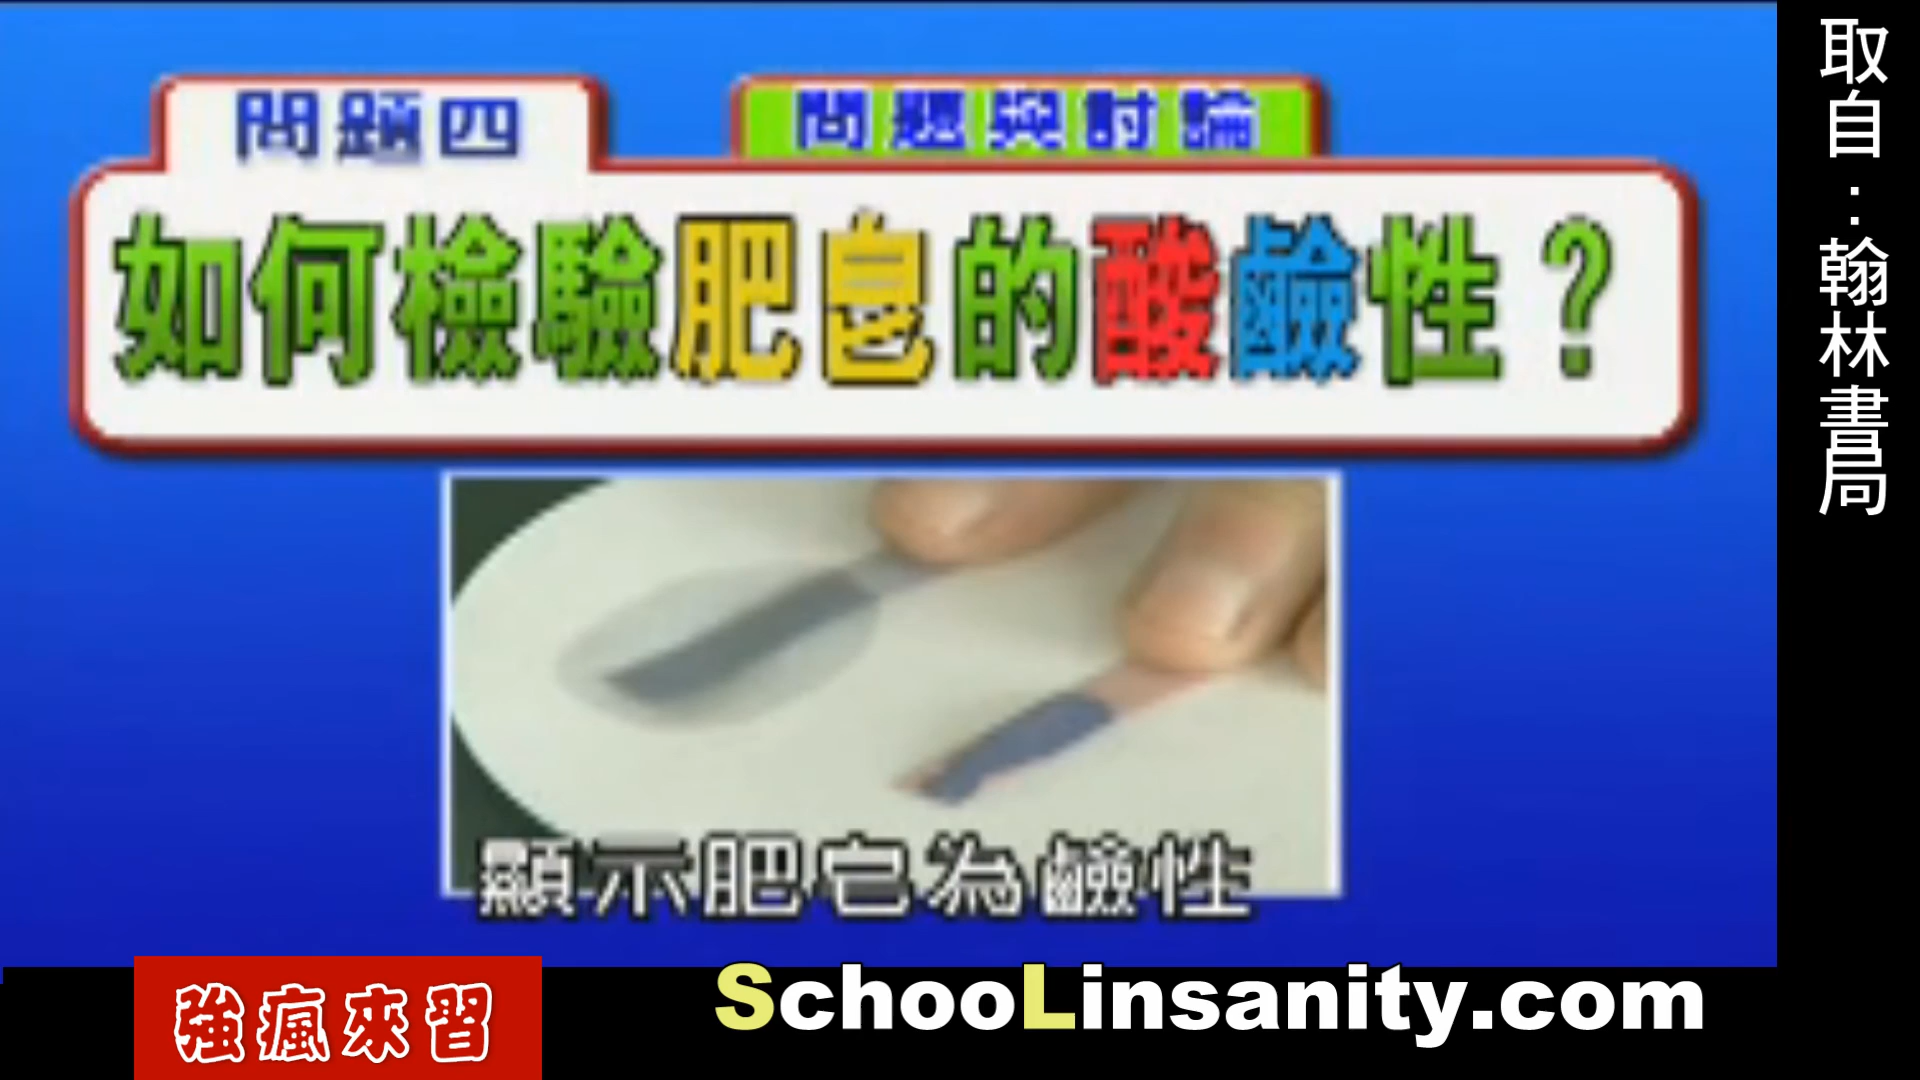 問題四
問題與討論
如何檢驗肥皂的酸鹼性？
顯示肥皂為鹼性
取自：翰林書局
強瘋來習
SchooLinsanity.com